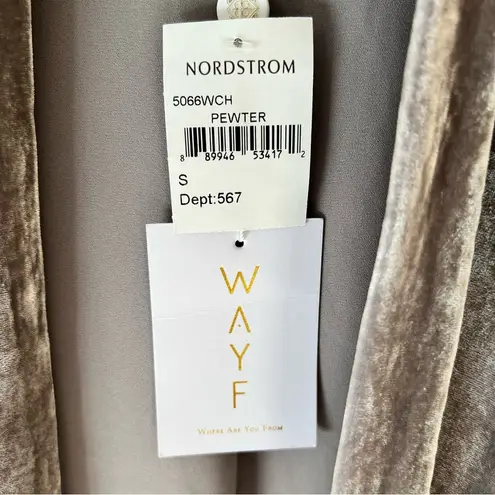 NORDSTROM
5066WCH
PEWTER
8 89946 53417 2
S
Dept:567
W
A
Y
F
WHERE ARE YOU FROM